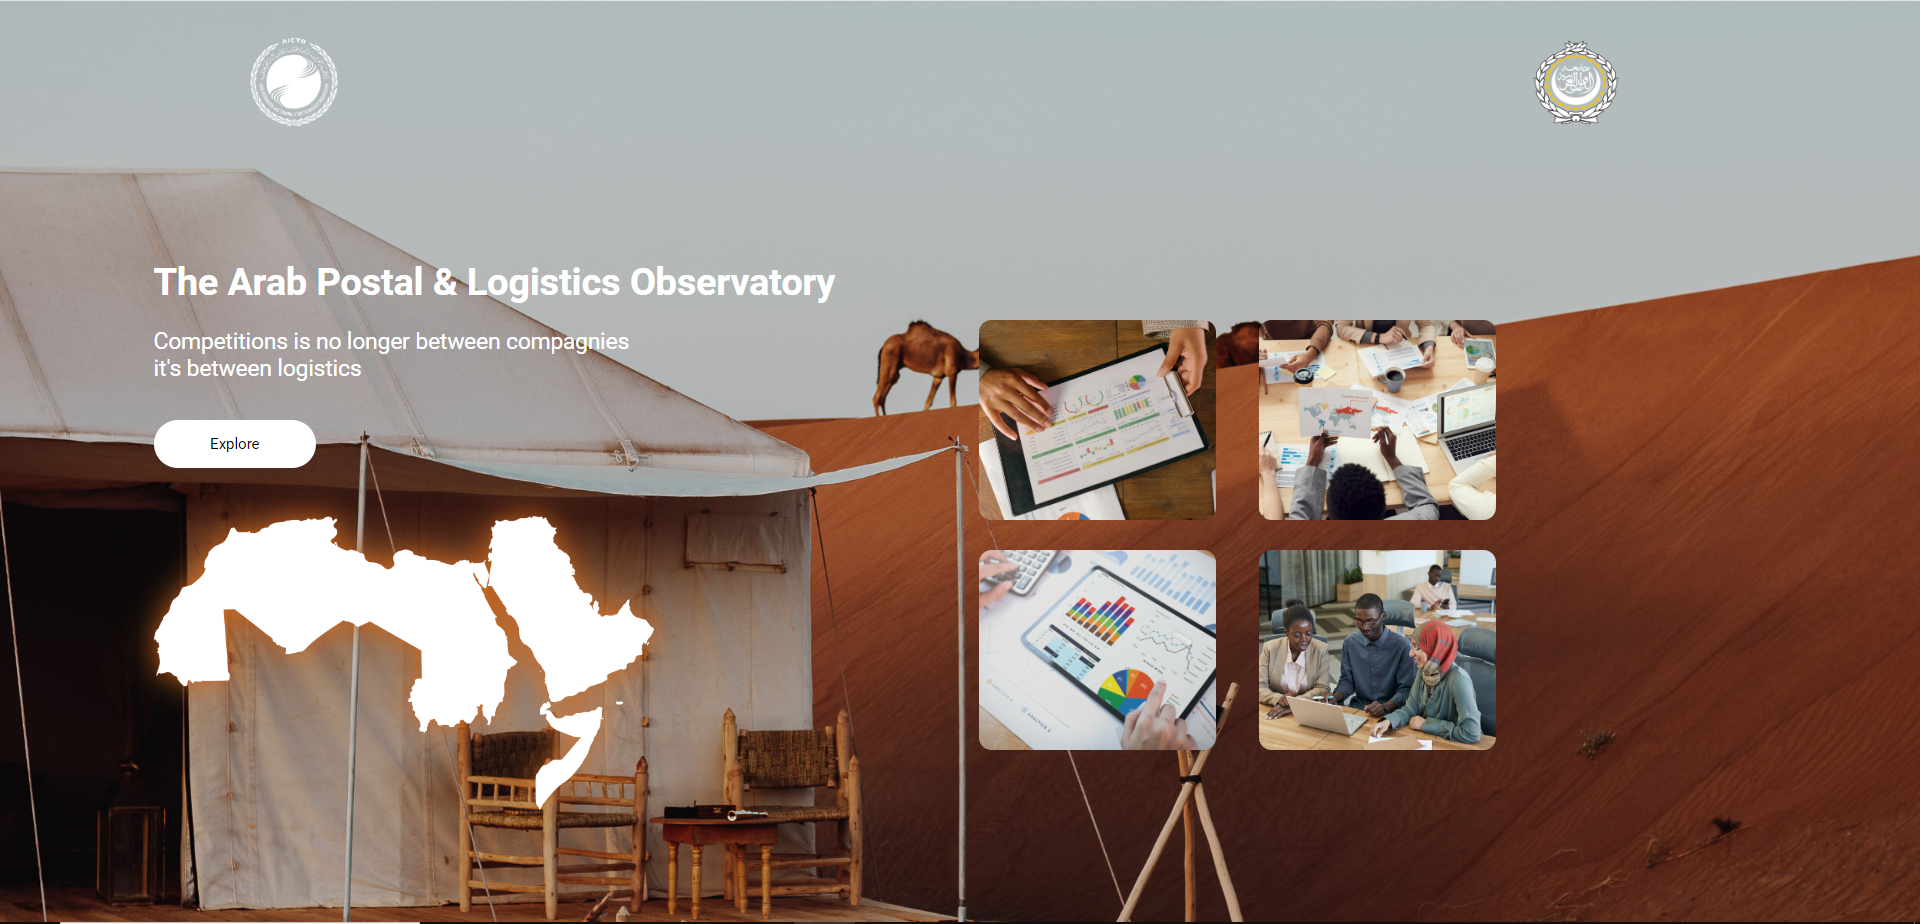 AICTO
The Arab Postal & Logistics Observatory
Competitions is no longer between compagnies
it's between logistics
Explore